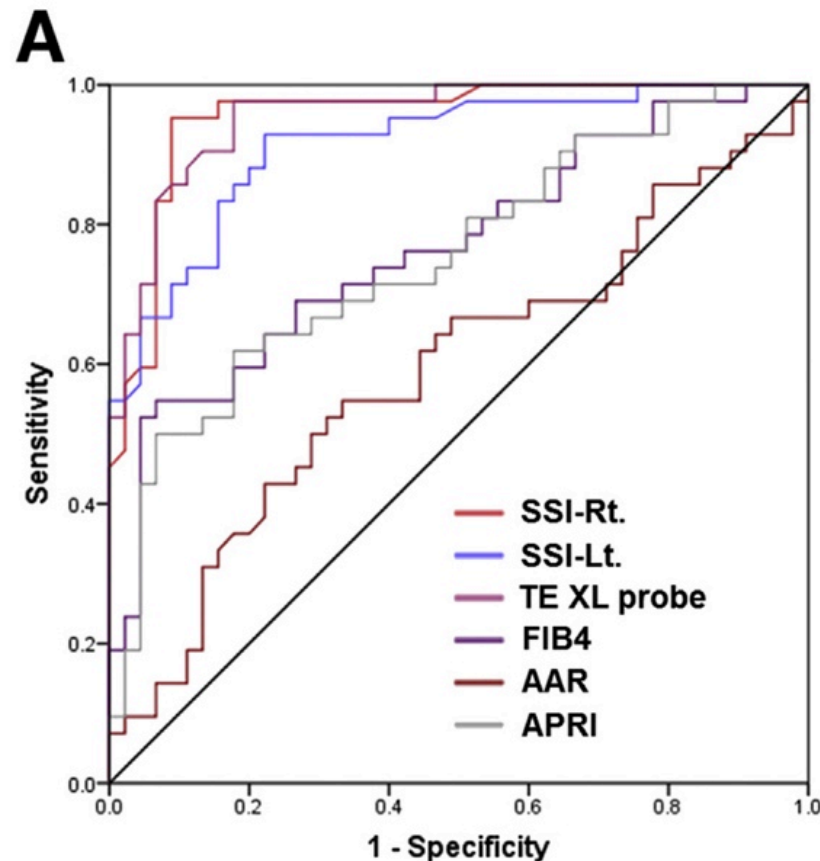 A
1.0
0.8
0.6
0.4
0.2
0.0
Sensitivity
SSI-Rt.
SSI-Lt.
TE XL probe
FIB4
AAR
APRI
0.0 0.2 0.4 0.6 0.8 1.0
1 - Specificity